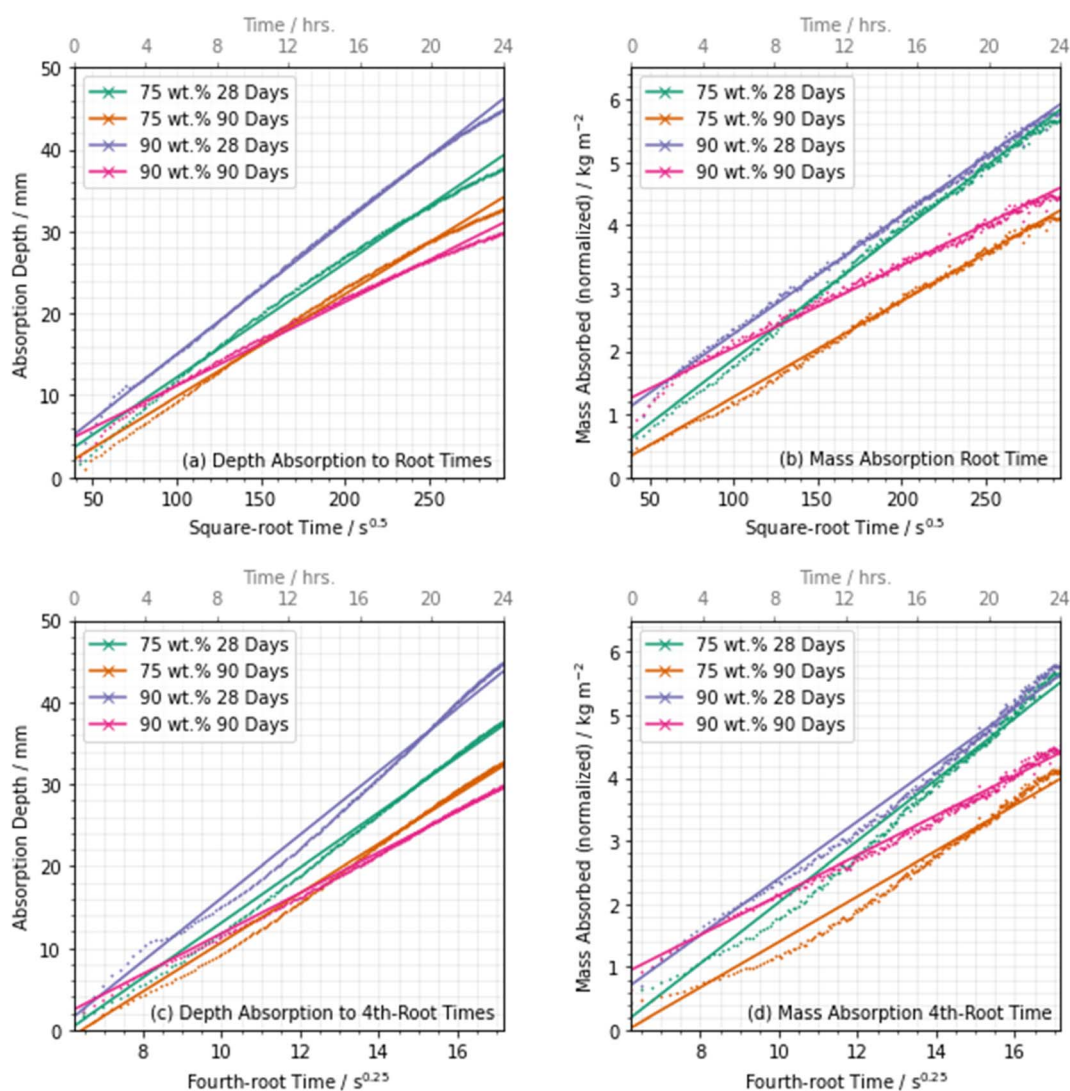 Time / hrs.
0 4 8 12 16 20 24
50
40
30
20
10
0
Absorption Depth / mm
75 wt.% 28 Days
75 wt.% 90 Days
90 wt.% 28 Days
90 wt.% 90 Days
(a) Depth Absorption to Root Times
50 100 150 200 250
Square-root Time / s^0.5
Time / hrs.
0 4 8 12 16 20 24
6
5
4
3
2
1
0
Mass Absorbed (normalized) / kg m⁻²
75 wt.% 28 Days
75 wt.% 90 Days
90 wt.% 28 Days
90 wt.% 90 Days
(b) Mass Absorption Root Time
50 100 150 200 250
Square-root Time / s^0.5
Time / hrs.
0 4 8 12 16 20 24
50
40
30
20
10
0
Absorption Depth / mm
75 wt.% 28 Days
75 wt.% 90 Days
90 wt.% 28 Days
90 wt.% 90 Days
(c) Depth Absorption to 4th-Root Times
8 10 12 14 16
Fourth-root Time / s^0.25
Time / hrs.
0 4 8 12 16 20 24
6
5
4
3
2
1
0
Mass Absorbed (normalized) / kg m⁻²
75 wt.% 28 Days
75 wt.% 90 Days
90 wt.% 28 Days
90 wt.% 90 Days
(d) Mass Absorption 4th-Root Time
8 10 12 14 16
Fourth-root Time / s^0.25